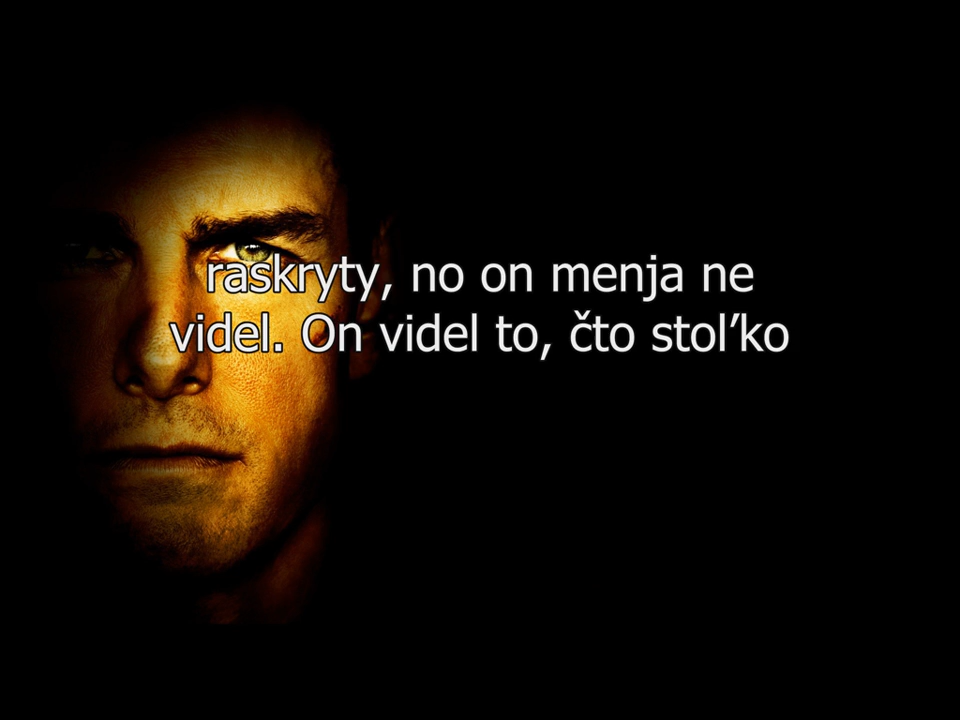 raskryty, no on menja ne
videl. On videl to, čto stol’ko